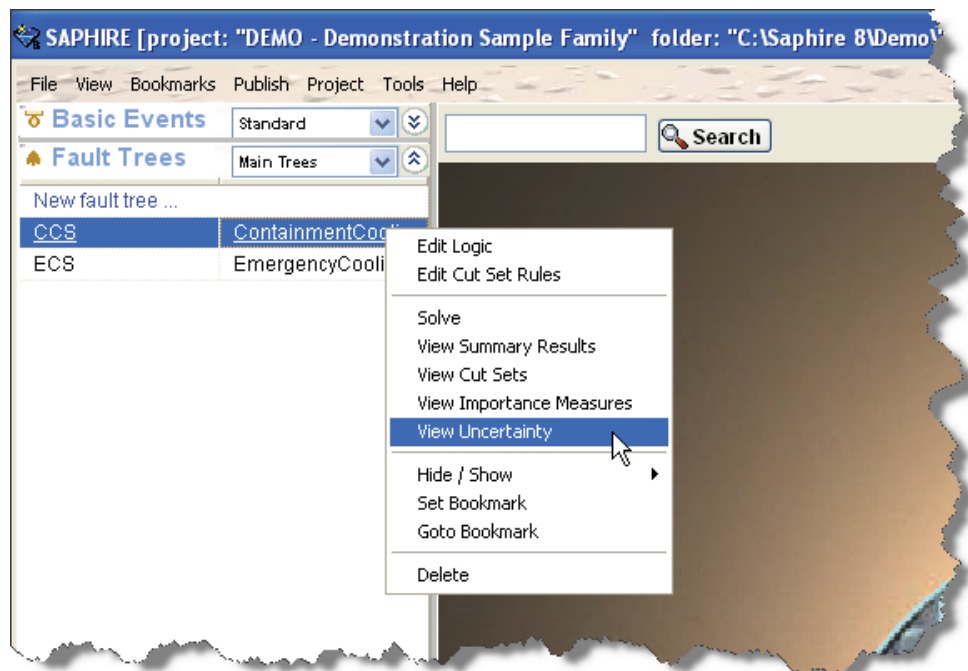 SAPHIRE [project: "DEMO - Demonstration Sample Family" folder: "C:\Saphire 8\Demo\"
File View Bookmarks Publish Project Tools Help
Basic Events Standard
Search
Fault Trees Main Trees
New fault tree ...
CCS ContainmentCooli
ECS EmergencyCooli
Edit Logic
Edit Cut Set Rules
Solve
View Summary Results
View Cut Sets
View Importance Measures
View Uncertainty
Hide / Show
Set Bookmark
Goto Bookmark
Delete